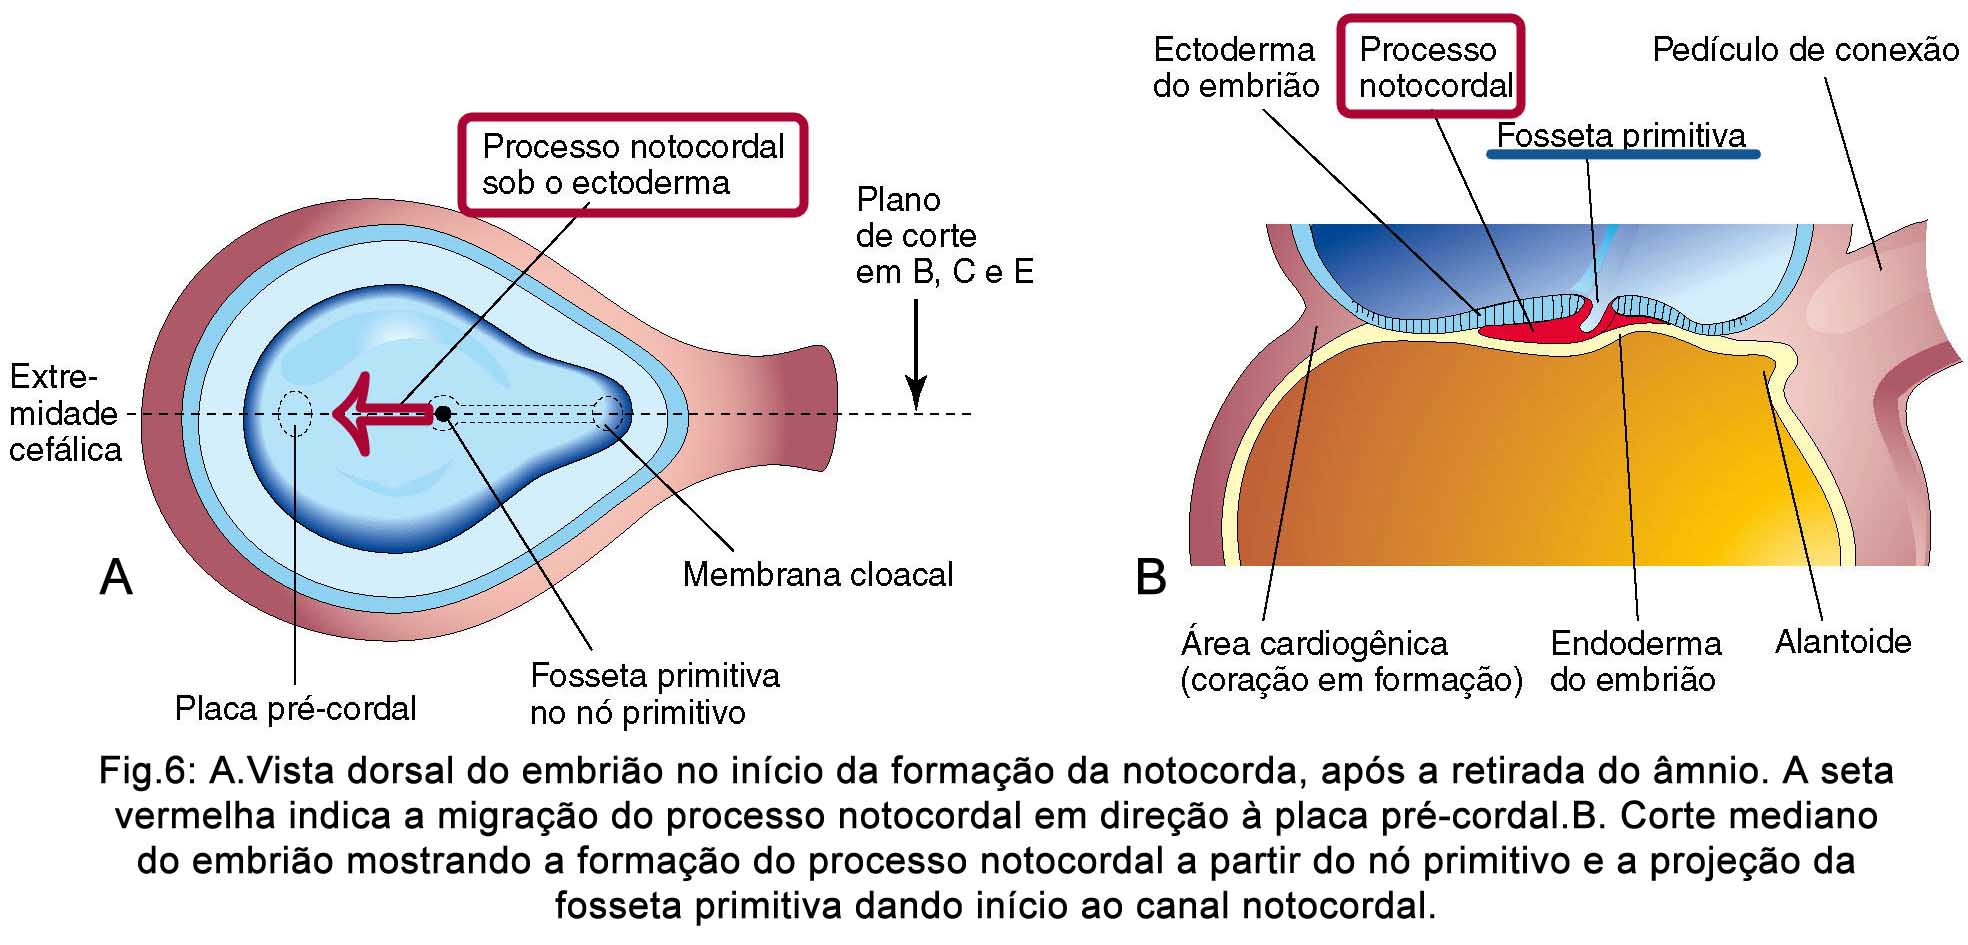 Processo notocordal
sob o ectoderma
Plano
de corte
em B, C e E
Extre-
midade
cefálica
A
Membrana cloacal
Placa pré-cordal
Fosseta primitiva
no nó primitivo
Ectoderma
do embrião
Processo
notocordal
Fosseta primitiva
Pedículo de conexão
B
Área cardiogênica
(coração em formação)
Endoderma
do embrião
Alantoide
Fig.6: A.Vista dorsal do embrião no início da formação da notocorda, após a retirada do âmnio. A seta
vermelha indica a migração do processo notocordal em direção à placa pré-cordal.B. Corte mediano
do embrião mostrando a formação do processo notocordal a partir do nó primitivo e a projeção da
fosseta primitiva dando início ao canal notocordal.